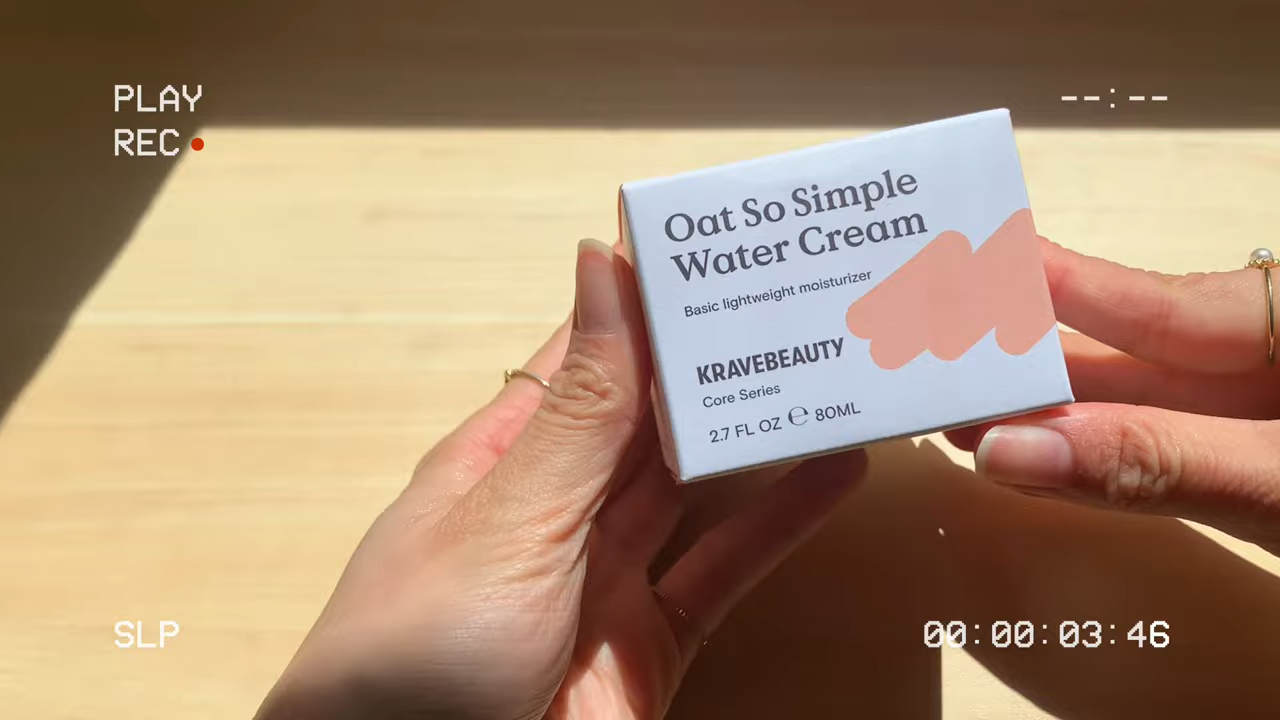 PLAY
REC
--:--
Oat So Simple
Water Cream
Basic lightweight moisturizer
KRAVEBEAUTY
Core Series
2.7 FL OZ ℮ 80ML
SLP
00:00:03:46